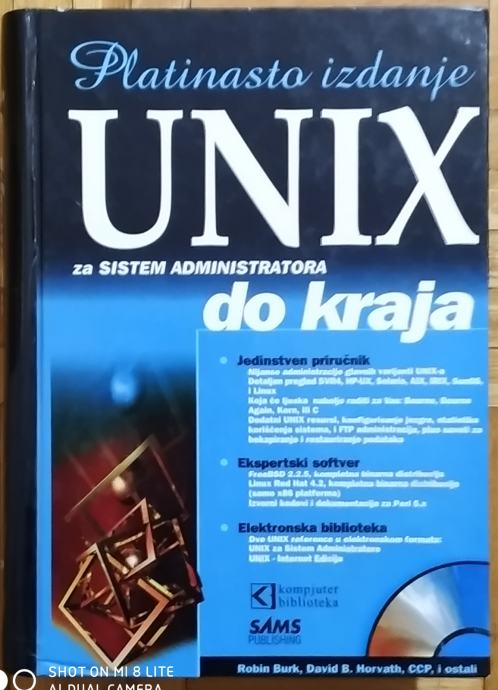 Platinasto izdanje
UNIX
za SISTEM ADMINISTRATORA
do kraja
Jedinstven priručnik
Nijanse administracije glavnih varijanti UNIX-a
Detaljan pregled SVR4, HP-UX, Solaris, AIX, IRIX, SunOS,
i Linux
Koja će ljuska najbolje raditi za Vas: Bourne, Bourne
Again, Korn, ili C
Dodatni UNIX resursi, konfigurisanje jezgra, statistike
korišćenja sistema, i FTP administracija, plus saveti za
bekapiranje i restauriranje podataka
Ekspertski softver
FreeBSD 2.2.5, kompletna binarna distribucija
Linux Red Hat 4.2, kompletna binarna distribucija
(samo x86 platforma)
Izvorni kodovi i dokumentacija za Perl 5.x
Elektronska biblioteka
Dve UNIX reference u elektronskom formatu:
UNIX za Sistem Administratore
UNIX - Internet Edicija
kompjuter
biblioteka
SAMS
PUBLISHING
Robin Burk, David B. Horvath, CCP, i ostali
SHOT ON MI 8 LITE
AI DUAL CAMERA